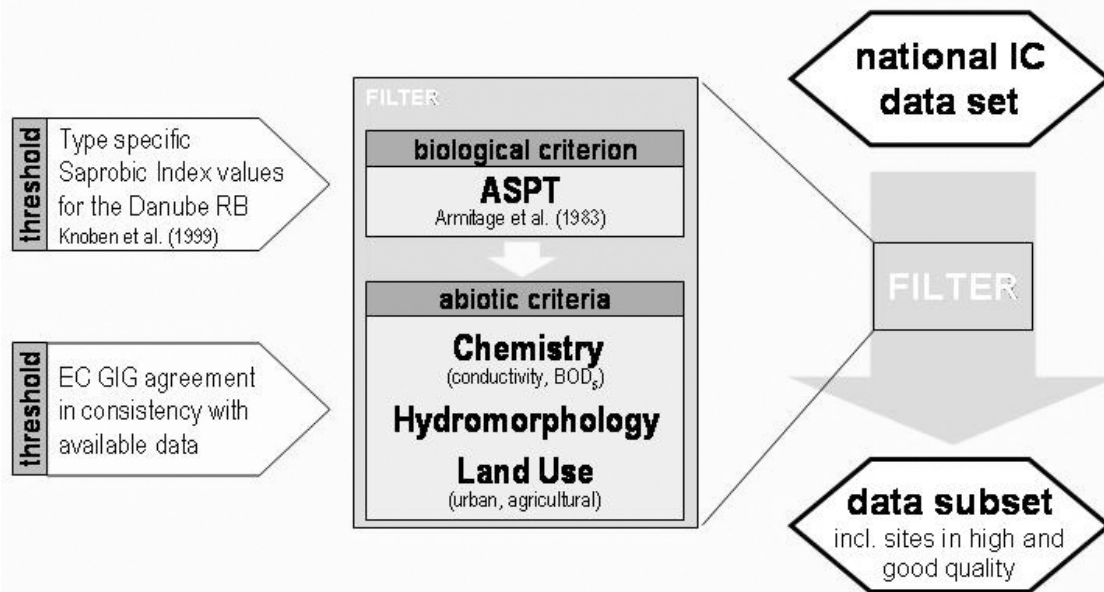 threshold
Type specific
Saprobic Index values
for the Danube RB
Knoben et al. (1999)
threshold
EC GIG agreement
in consistency with
available data
FILTER
biological criterion
ASPT
Armitage et al. (1983)
abiotic criteria
Chemistry
(conductivity, BOD₅)
Hydromorphology
Land Use
(urban, agricultural)
national IC
data set
FILTER
data subset
incl. sites in high and
good quality